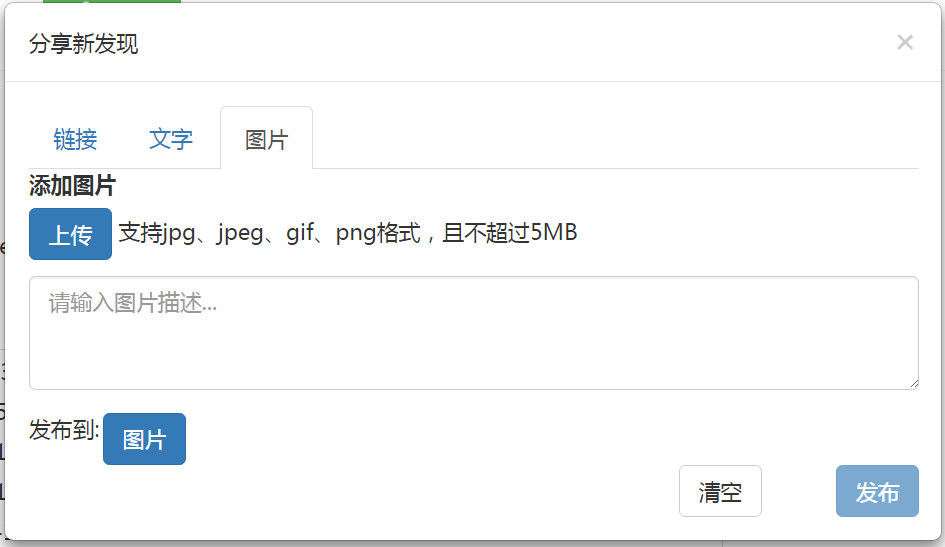 分享新发现 ×
链接 文字 图片
添加图片
上传 支持jpg、jpeg、gif、png格式，且不超过5MB
请输入图片描述...
发布到: 图片
清空 发布